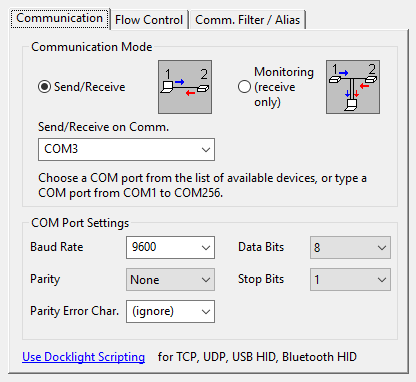 Communication Flow Control Comm. Filter / Alias
Communication Mode
Send/Receive
1 2
Monitoring
(receive
only)
1 2
Send/Receive on Comm.
COM3
Choose a COM port from the list of available devices, or type a
COM port from COM1 to COM256.
COM Port Settings
Baud Rate 9600 Data Bits 8
Parity None Stop Bits 1
Parity Error Char. (ignore)
Use Docklight Scripting for TCP, UDP, USB HID, Bluetooth HID